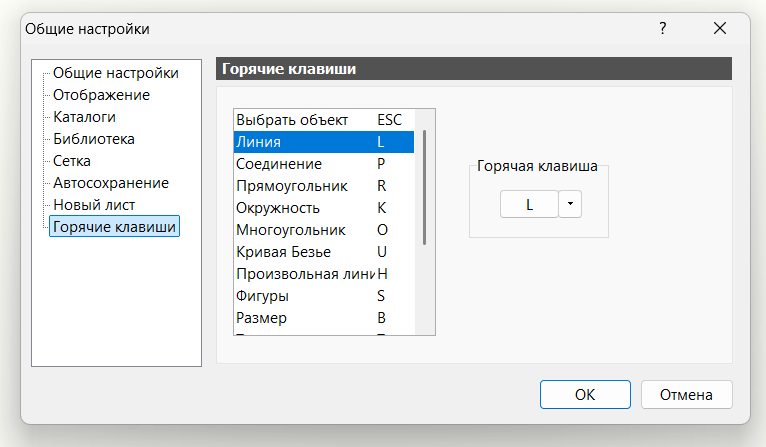 Общие настройки
?
Общие настройки
Отображение
Каталоги
Библиотека
Сетка
Автосохранение
Новый лист
Горячие клавиши
Горячие клавиши
Выбрать объект ESC
Линия L
Соединение P
Прямоугольник R
Окружность K
Многоугольник O
Кривая Безье U
Произвольная лини H
Фигуры S
Размер B
Горячая клавиша
L
OK
Отмена